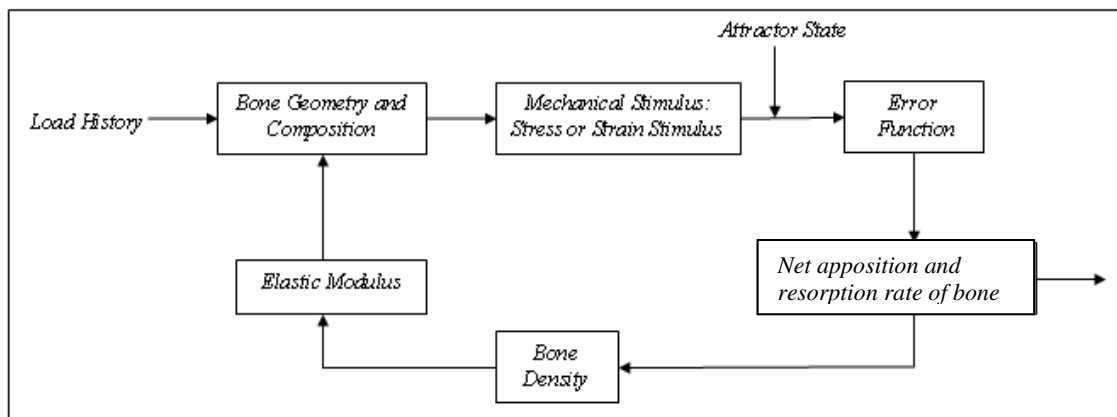 Attractor State
Load History
Bone Geometry and
Composition
Mechanical Stimulus:
Stress or Strain Stimulus
Error
Function
Net apposition and
resorption rate of bone
Elastic Modulus
Bone
Density